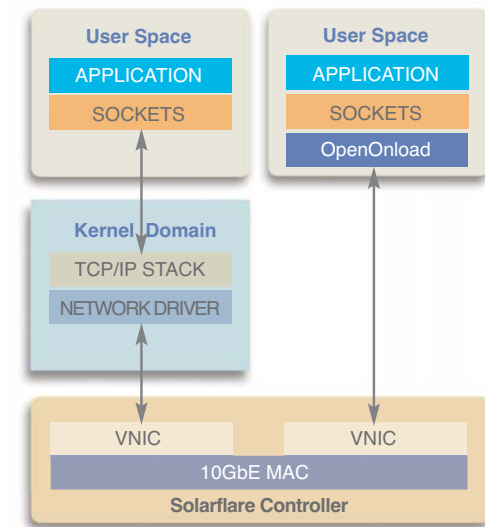 User Space
APPLICATION
SOCKETS
User Space
APPLICATION
SOCKETS
OpenOnload
Kernel Domain
TCP/IP STACK
NETWORK DRIVER
VNIC
VNIC
10GbE MAC
Solarflare Controller